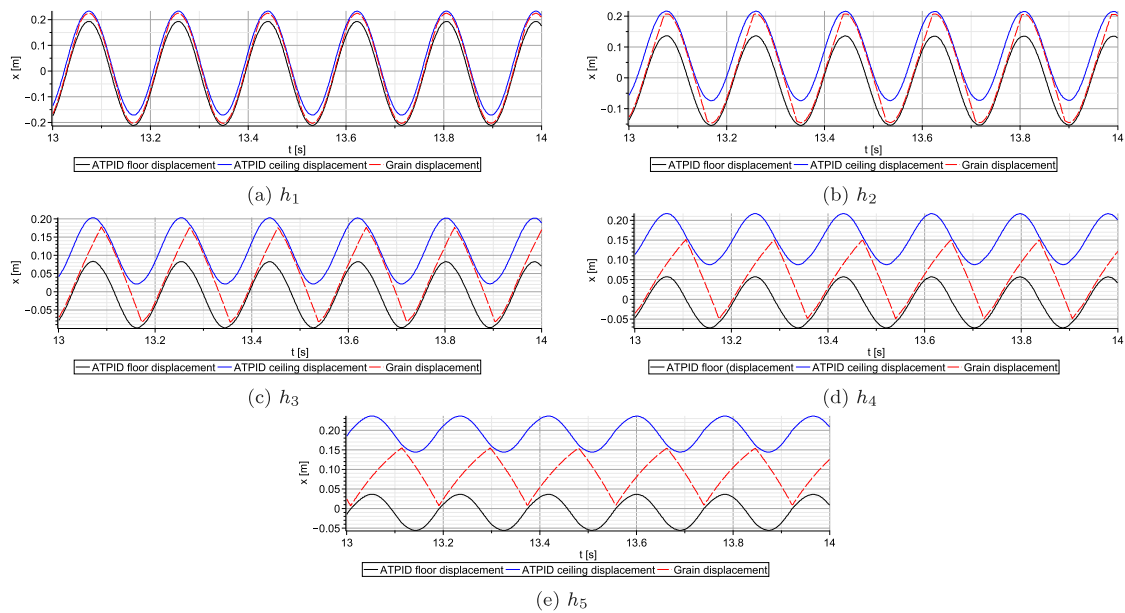 0.2
0.1
0
−0.1
−0.2
x [m]
13 13.2 13.4 13.6 13.8 14
t [s]
ATPID floor displacement ATPID ceiling displacement Grain displacement
(a) h1
0.2
0.1
0
−0.1
x [m]
13 13.2 13.4 13.6 13.8 14
t [s]
ATPID floor displacement ATPID ceiling displacement Grain displacement
(b) h2
0.20
0.15
0.10
0.05
0
−0.05
x [m]
13 13.2 13.4 13.6 13.8 14
t [s]
ATPID floor displacement ATPID ceiling displacement Grain displacement
(c) h3
0.20
0.15
0.10
0.05
0
−0.05
x [m]
13 13.2 13.4 13.6 13.8 14
t [s]
ATPID floor (displacement ATPID ceiling displacement Grain displacement
(d) h4
0.20
0.15
0.10
0.05
0
−0.05
x [m]
13 13.2 13.4 13.6 13.8 14
t [s]
ATPID floor displacement ATPID ceiling displacement Grain displacement
(e) h5